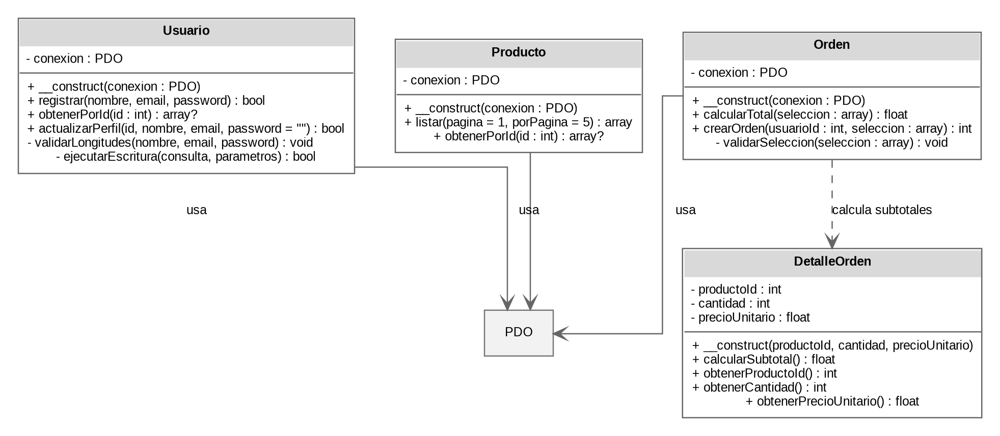 Usuario
- conexion : PDO
+ __construct(conexion : PDO)
+ registrar(nombre, email, password) : bool
+ obtenerPorId(id : int) : array?
+ actualizarPerfil(id, nombre, email, password = "") : bool
- validarLongitudes(nombre, email, password) : void
- ejecutarEscritura(consulta, parametros) : bool
Producto
- conexion : PDO
+ __construct(conexion : PDO)
+ listar(pagina = 1, porPagina = 5) : array
+ obtenerPorId(id : int) : array?
Orden
- conexion : PDO
+ __construct(conexion : PDO)
+ calcularTotal(seleccion : array) : float
+ crearOrden(usuarioId : int, seleccion : array) : int
- validarSeleccion(seleccion : array) : void
usa
usa
usa
calcula subtotales
PDO
DetalleOrden
- productoId : int
- cantidad : int
- precioUnitario : float
+ __construct(productoId, cantidad, precioUnitario)
+ calcularSubtotal() : float
+ obtenerProductoId() : int
+ obtenerCantidad() : int
+ obtenerPrecioUnitario() : float